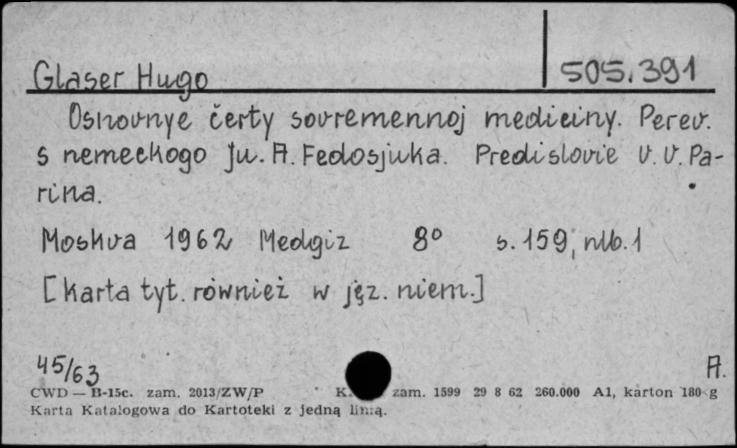 Glaser Hugo
505.391
Osnovnye čerty sovremennoj mediciny. Perev.
s nemeckogo Ju. A. Fedosjuka. Predislovie V. V. Pa-
rina.
Moskva 1962 Medgiz 8° s. 159, nlb. 1
[Karta tyt. również w jęz. niem.]
45/63
A.
CWD — B-15c. zam. 2013/ZW/P zam. 1599 29 8 62 260.000 A1, karton 180 g
Karta Katalogowa do Kartoteki z jedną linią.